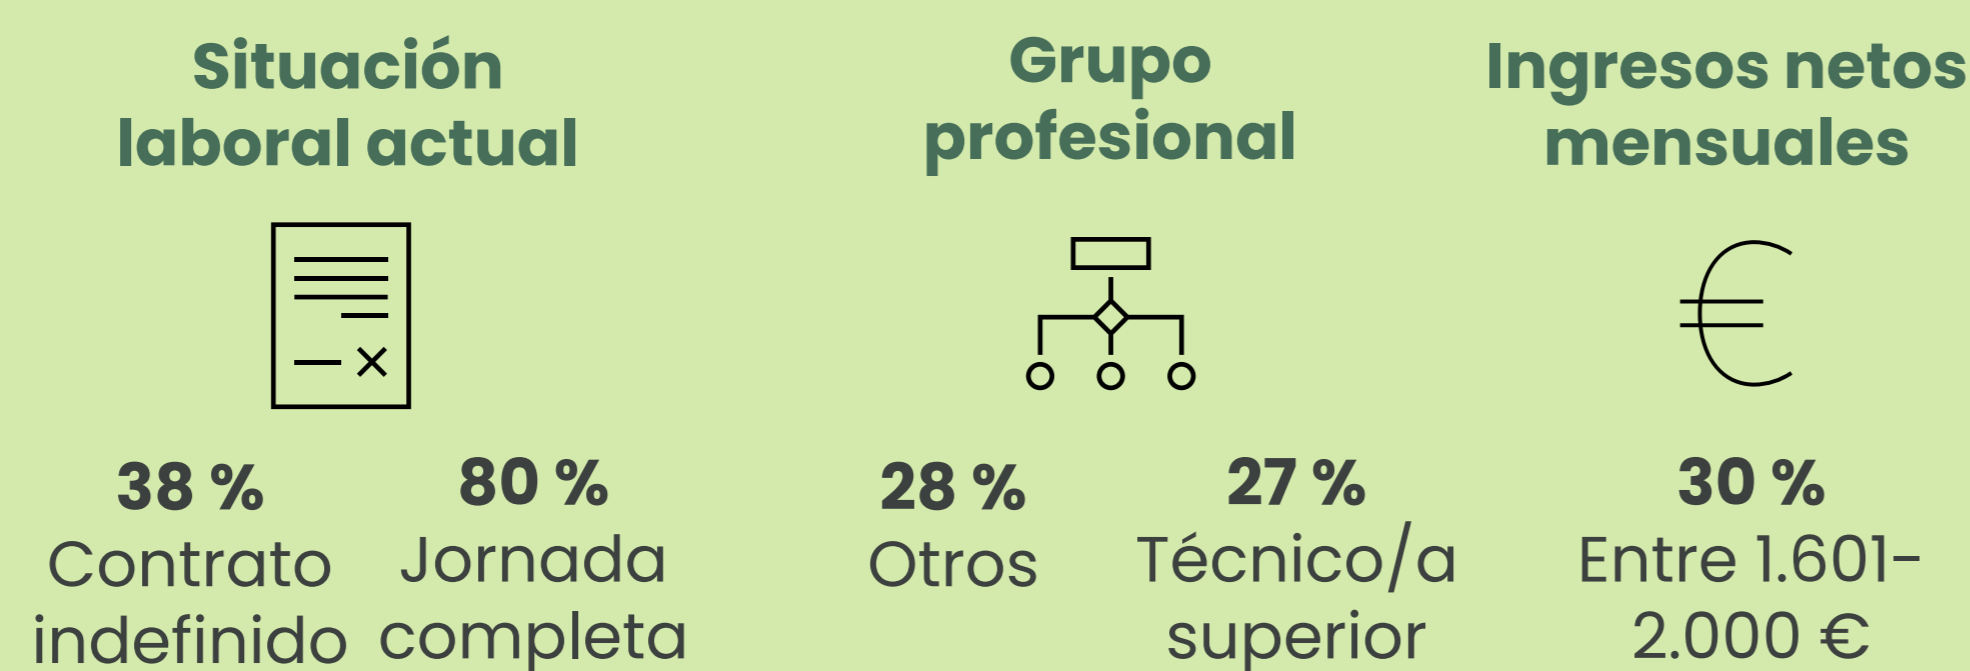 Situación
laboral actual
38 %
Contrato
indefinido
80 %
Jornada
completa
Grupo
profesional
28 %
Otros
27 %
Técnico/a
superior
Ingresos netos
mensuales
30 %
Entre 1.601-
2.000 €